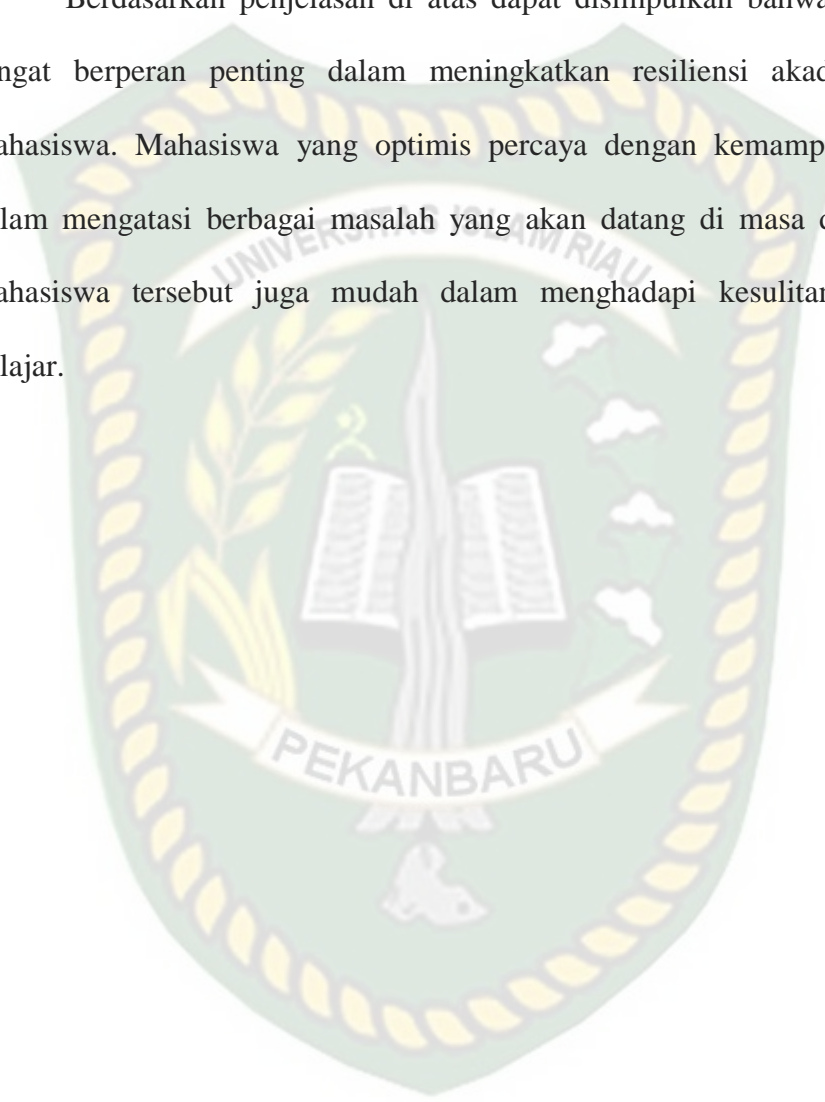 Berdasarkan penjelasan di atas dapat disimpulkan bahwa
ngat berperan penting dalam meningkatkan resiliensi akad
ahasiswa. Mahasiswa yang optimis percaya dengan kemamp
lam mengatasi berbagai masalah yang akan datang di masa d
ahasiswa tersebut juga mudah dalam menghadapi kesulitan
lajar.
UNIVERSITAS ISLAM RIAU
PEKANBARU